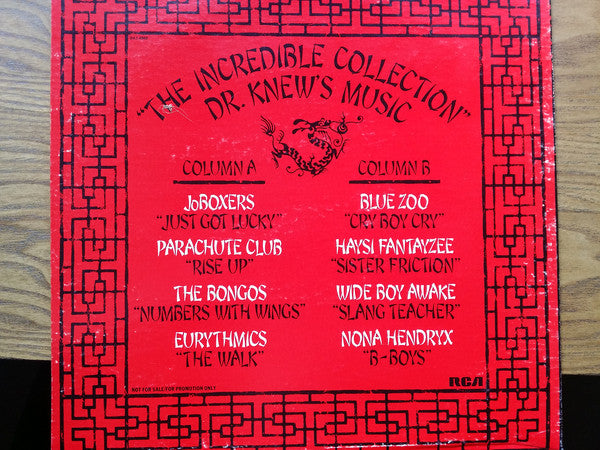 "THE INCREDIBLE COLLECTION"
DR. KNEW'S MUSIC
COLUMN A
JoBOXERS
"JUST GOT LUCKY"
PARACHUTE CLUB
"RISE UP"
THE BONGOS
"NUMBERS WITH WINGS"
EURYTHMICS
"THE WALK"
COLUMN B
BLUE ZOO
"CRY BOY CRY"
HAYSI FANTAYZEE
"SISTER FRICTION"
WIDE BOY AWAKE
"SLANG TEACHER"
NONA HENDRYX
"B-BOYS"
NOT FOR SALE/FOR PROMOTION ONLY
RCA